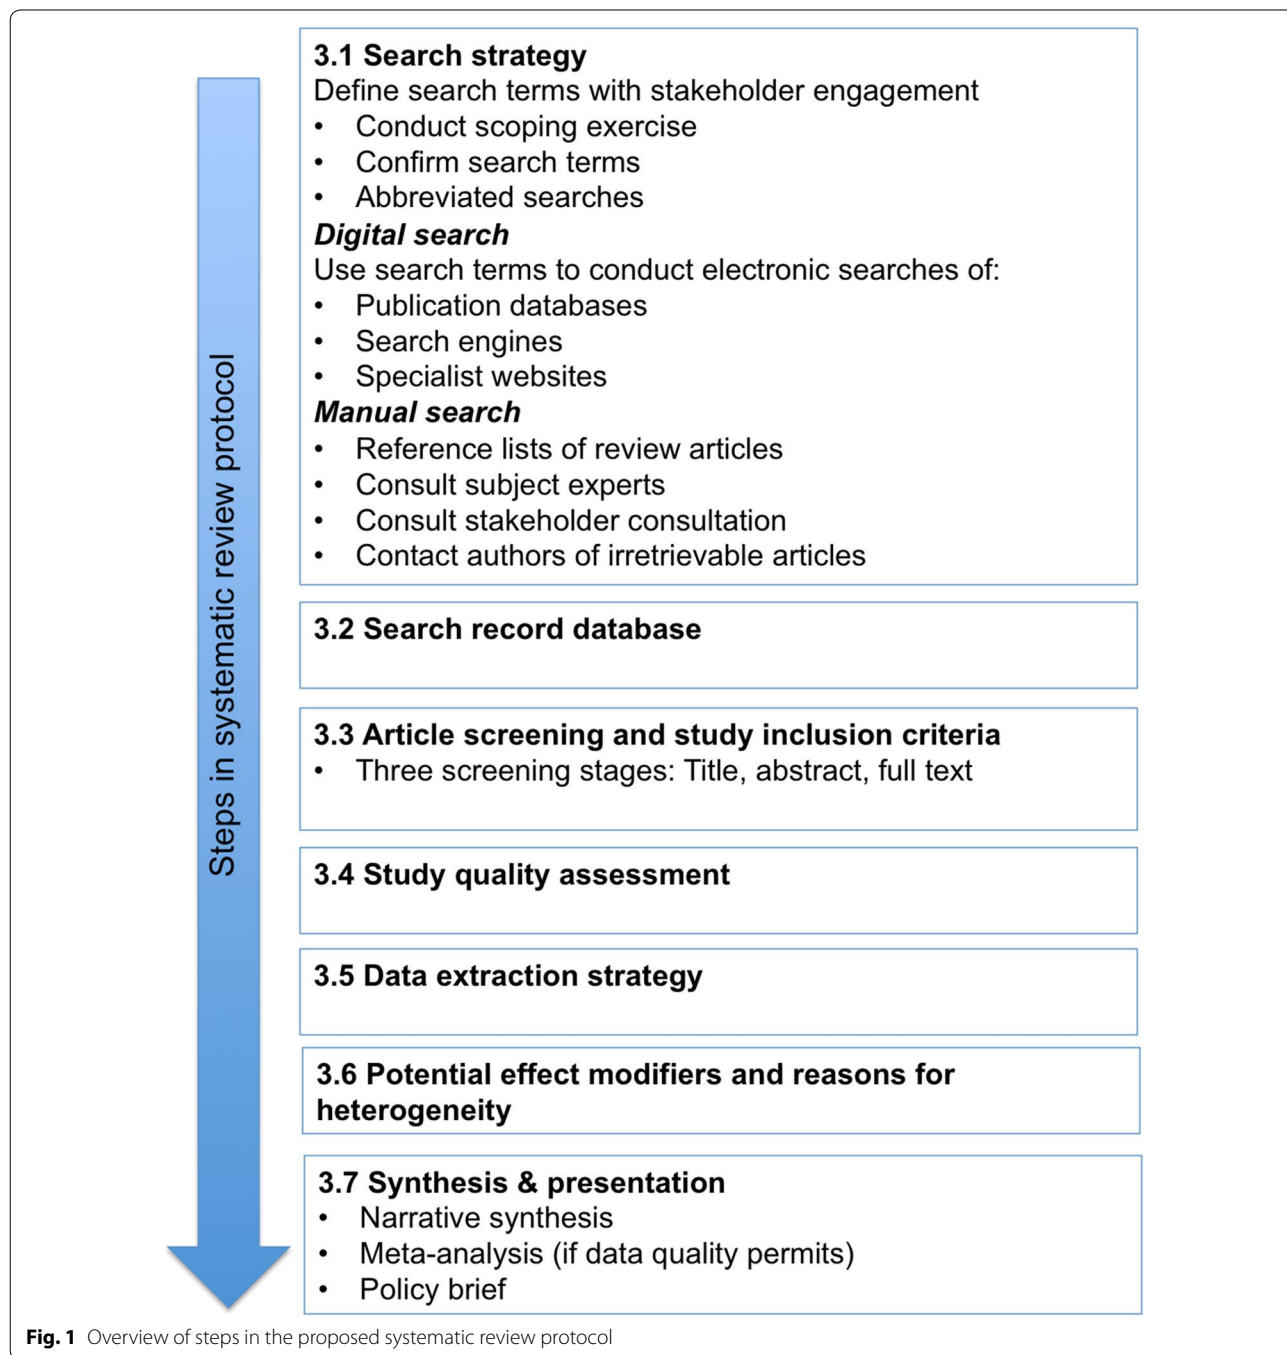 Steps in systematic review protocol
3.1 Search strategy
Define search terms with stakeholder engagement
• Conduct scoping exercise
• Confirm search terms
• Abbreviated searches
Digital search
Use search terms to conduct electronic searches of:
• Publication databases
• Search engines
• Specialist websites
Manual search
• Reference lists of review articles
• Consult subject experts
• Consult stakeholder consultation
• Contact authors of irretrievable articles
3.2 Search record database
3.3 Article screening and study inclusion criteria
• Three screening stages: Title, abstract, full text
3.4 Study quality assessment
3.5 Data extraction strategy
3.6 Potential effect modifiers and reasons for
heterogeneity
3.7 Synthesis & presentation
• Narrative synthesis
• Meta-analysis (if data quality permits)
• Policy brief
Fig. 1 Overview of steps in the proposed systematic review protocol